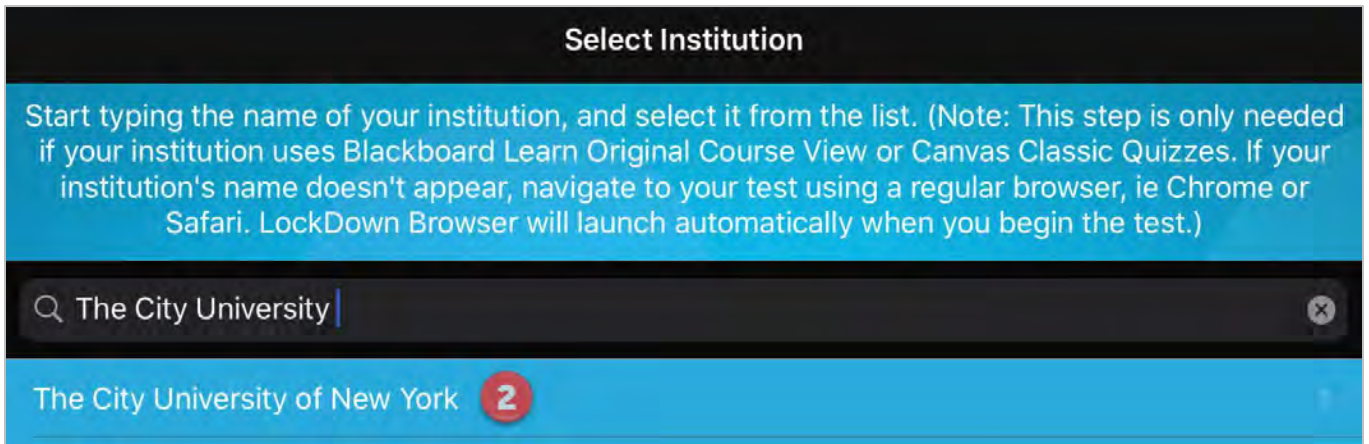 Select Institution
Start typing the name of your institution, and select it from the list. (Note: This step is only needed
if your institution uses Blackboard Learn Original Course View or Canvas Classic Quizzes. If your
institution's name doesn't appear, navigate to your test using a regular browser, ie Chrome or
Safari. LockDown Browser will launch automatically when you begin the test.)
The City University
The City University of New York 2